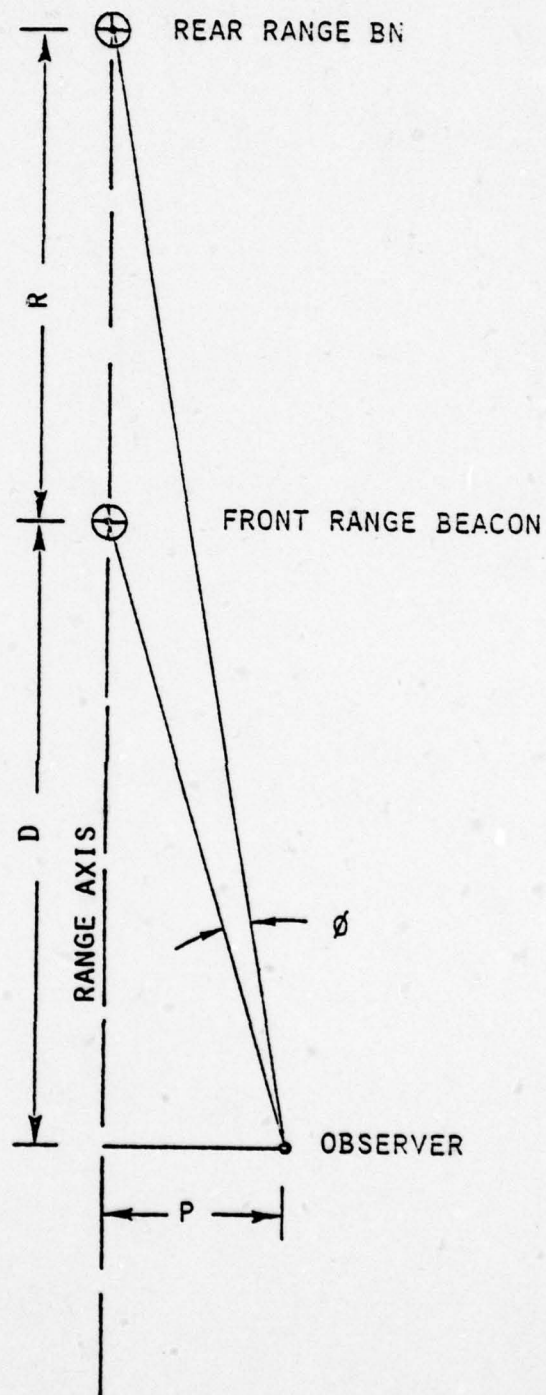 REAR RANGE BN
R
FRONT RANGE BEACON
D
RANGE AXIS
Ø
OBSERVER
P